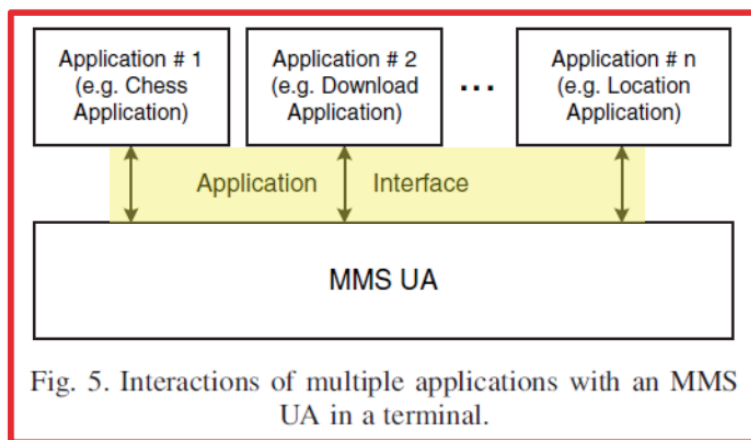 Application # 1
(e.g. Chess
Application)
Application # 2
(e.g. Download
Application)
...
Application # n
(e.g. Location
Application)
Application Interface
MMS UA
Fig. 5. Interactions of multiple applications with an MMS
UA in a terminal.